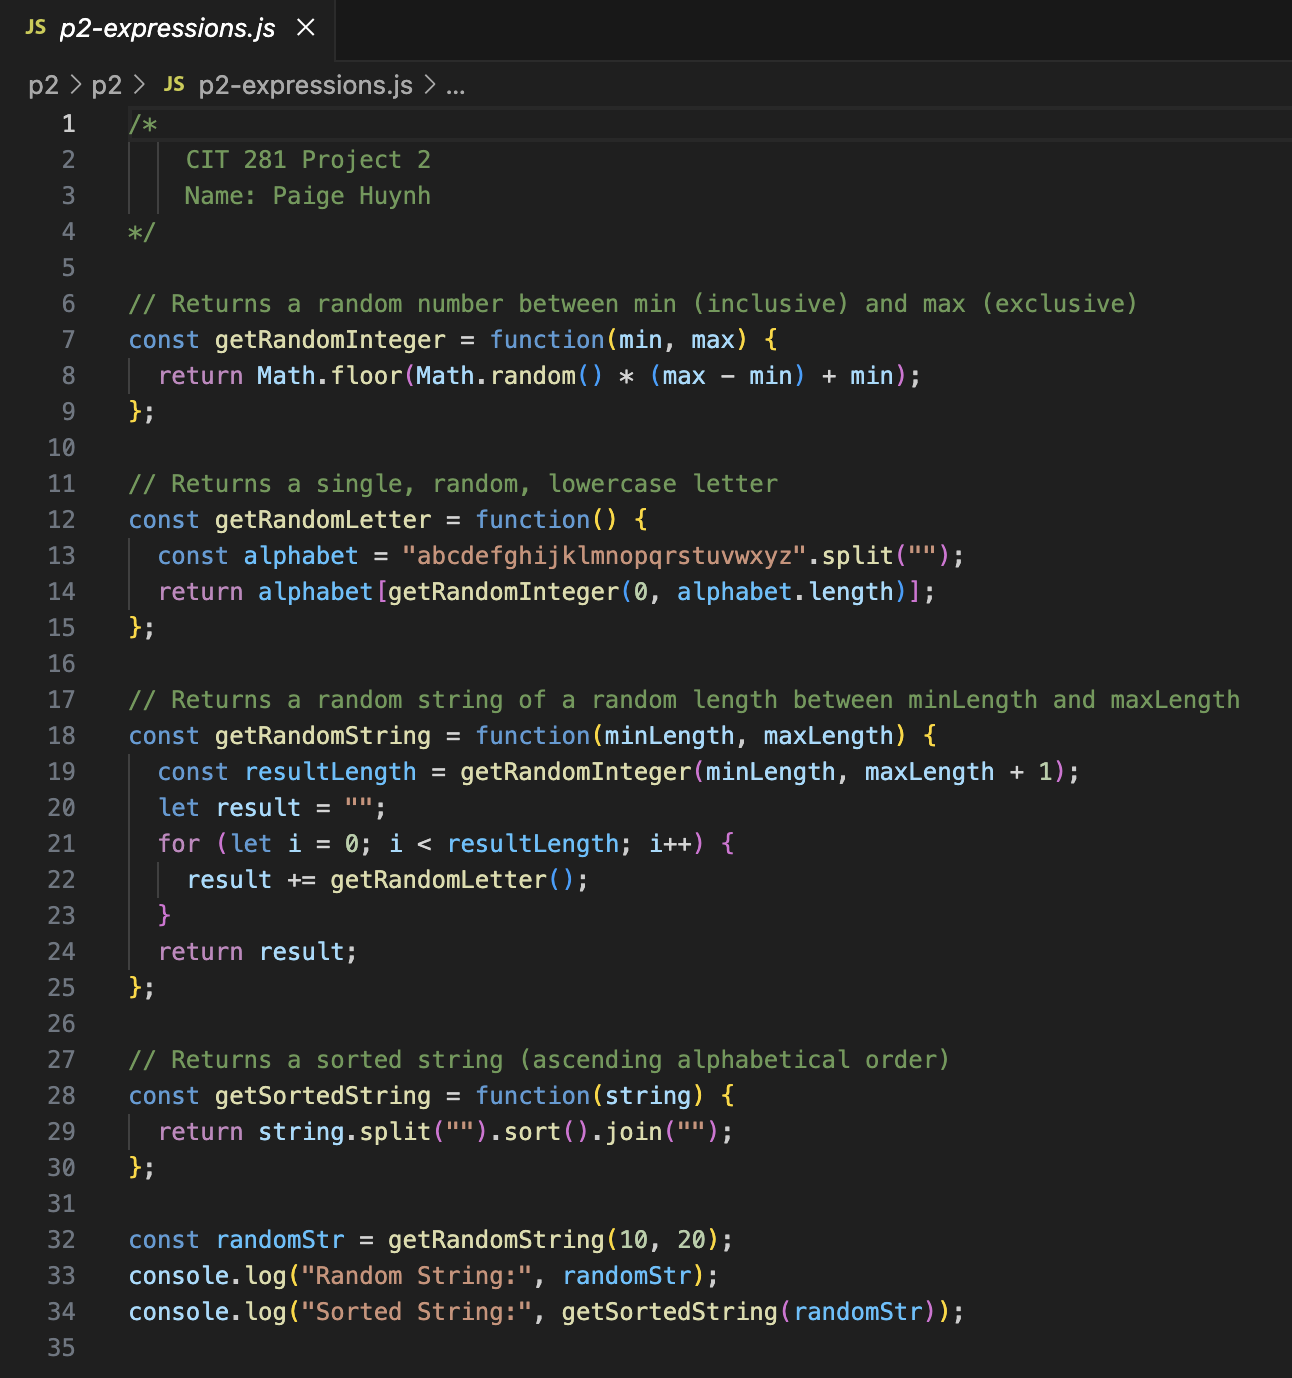 JS p2-expressions.js ×
p2 > p2 > JS p2-expressions.js > ...
1 /*
2 CIT 281 Project 2
3 Name: Paige Huynh
4 */
5
6 // Returns a random number between min (inclusive) and max (exclusive)
7 const getRandomInteger = function(min, max) {
8 return Math.floor(Math.random() * (max - min) + min);
9 };
10
11 // Returns a single, random, lowercase letter
12 const getRandomLetter = function() {
13 const alphabet = "abcdefghijklmnopqrstuvwxyz".split("");
14 return alphabet[getRandomInteger(0, alphabet.length)];
15 };
16
17 // Returns a random string of a random length between minLength and maxLength
18 const getRandomString = function(minLength, maxLength) {
19 const resultLength = getRandomInteger(minLength, maxLength + 1);
20 let result = "";
21 for (let i = 0; i < resultLength; i++) {
22 result += getRandomLetter();
23 }
24 return result;
25 };
26
27 // Returns a sorted string (ascending alphabetical order)
28 const getSortedString = function(string) {
29 return string.split("").sort().join("");
30 };
31
32 const randomStr = getRandomString(10, 20);
33 console.log("Random String:", randomStr);
34 console.log("Sorted String:", getSortedString(randomStr));
35